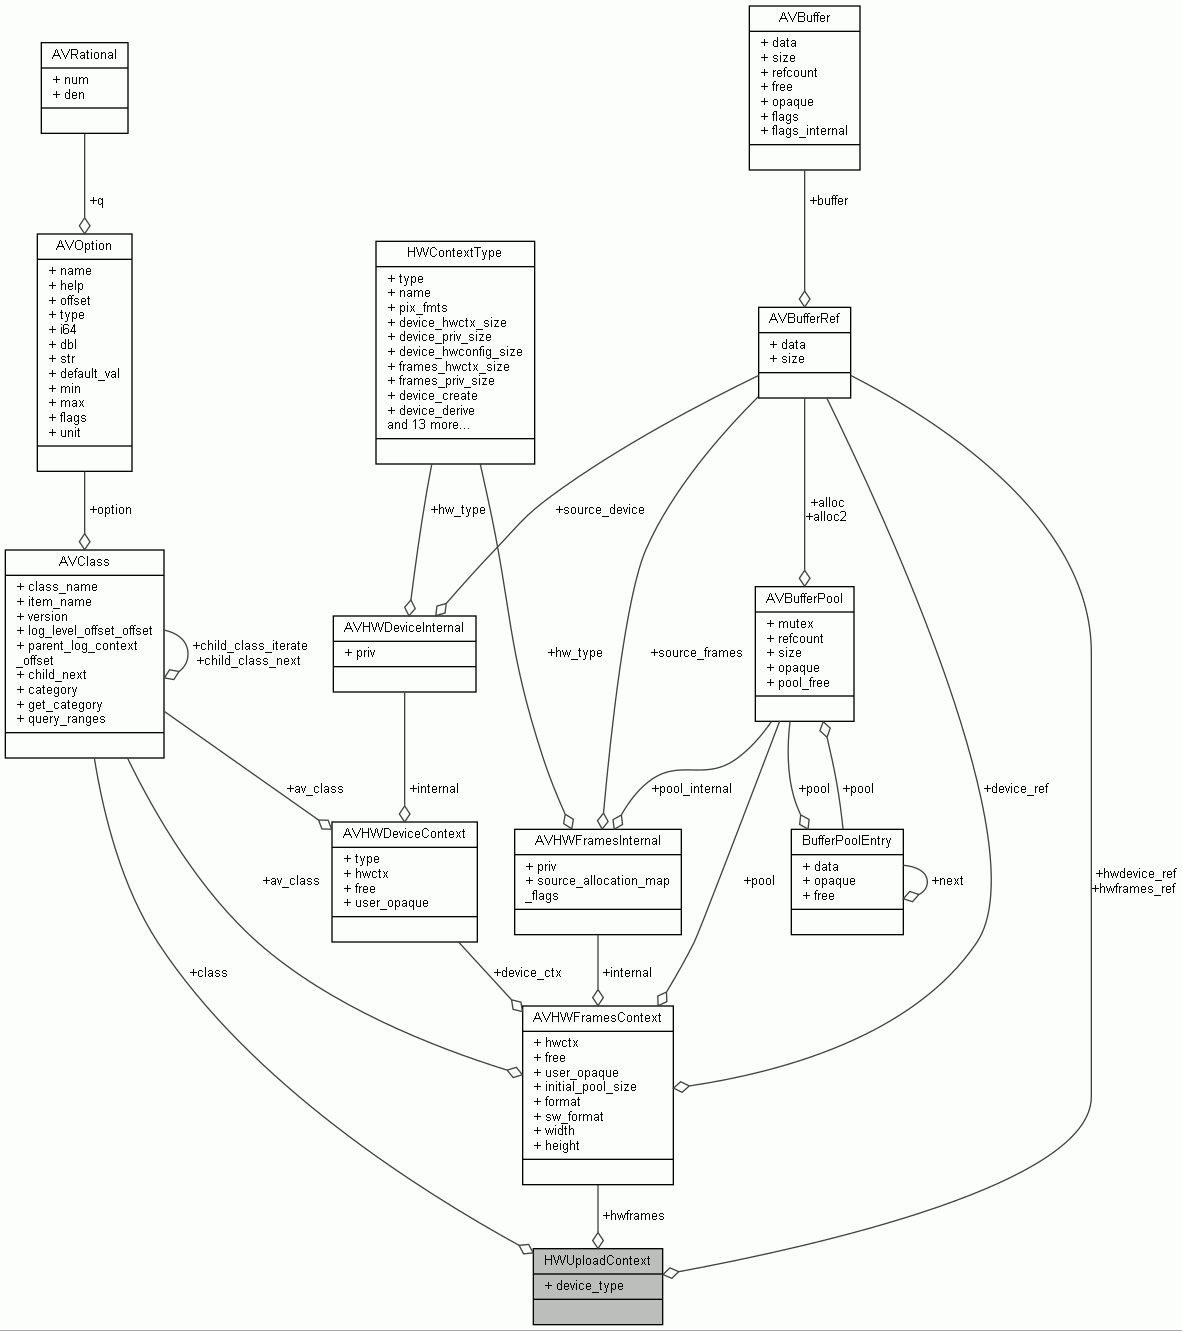 AVBuffer
+ data
+ size
+ refcount
+ free
+ opaque
+ flags
+ flags_internal
AVRational
+ num
+ den
+q
+buffer
AVOption
+ name
+ help
+ offset
+ type
+ i64
+ dbl
+ str
+ default_val
+ min
+ max
+ flags
+ unit
HWContextType
+ type
+ name
+ pix_fmts
+ device_hwctx_size
+ device_priv_size
+ device_hwconfig_size
+ frames_hwctx_size
+ frames_priv_size
+ device_create
+ device_derive
and 13 more...
AVBufferRef
+ data
+ size
+option
+hw_type
+source_device
+alloc
+alloc2
AVClass
+ class_name
+ item_name
+ version
+ log_level_offset_offset
+ parent_log_context
_offset
+ child_next
+ category
+ get_category
+ query_ranges
+child_class_iterate
+child_class_next
AVHWDeviceInternal
+ priv
+hw_type
+source_frames
AVBufferPool
+ mutex
+ refcount
+ size
+ opaque
+ pool_free
+av_class
+internal
+pool_internal
+pool
+pool
+device_ref
AVHWDeviceContext
+ type
+ hwctx
+ free
+ user_opaque
+av_class
AVHWFramesInternal
+ priv
+ source_allocation_map
_flags
+pool
BufferPoolEntry
+ data
+ opaque
+ free
+next
+hwdevice_ref
+hwframes_ref
+class
+device_ctx
+internal
AVHWFramesContext
+ hwctx
+ free
+ user_opaque
+ initial_pool_size
+ format
+ sw_format
+ width
+ height
+hwframes
HWUploadContext
+ device_type